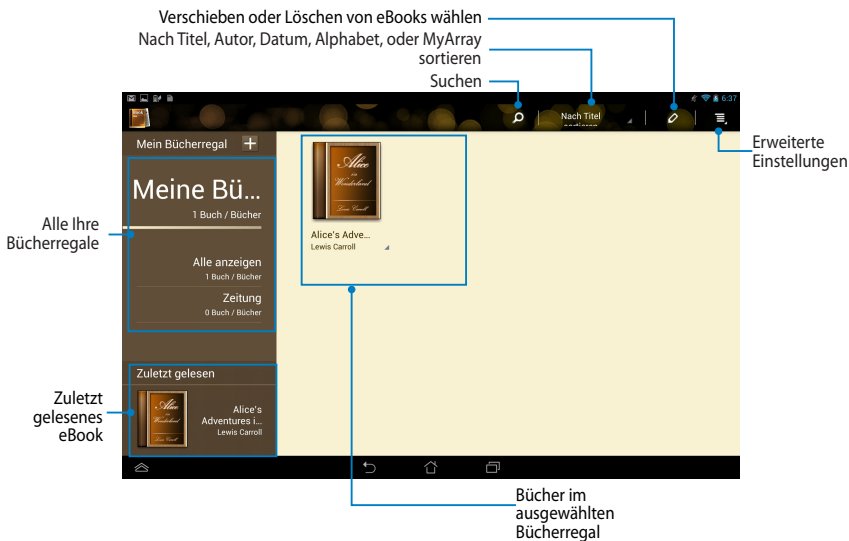 Verschieben oder Löschen von eBooks wählen
Nach Titel, Autor, Datum, Alphabet, oder MyArray
sortieren
Suchen
6:37
Nach Titel
Erweiterte
Einstellungen
Mein Bücherregal
Meine Bü...
1 Buch / Bücher
Alle anzeigen
1 Buch / Bücher
Zeitung
0 Buch / Bücher
Alle Ihre
Bücherregale
Alice
Wonderland
Lewis Carroll
Alice's Adve...
Lewis Carroll
Zuletzt gelesen
Alice
Wonderland
Alice's
Adventures i...
Lewis Carroll
Zuletzt
gelesenes
eBook
Bücher im
ausgewählten
Bücherregal